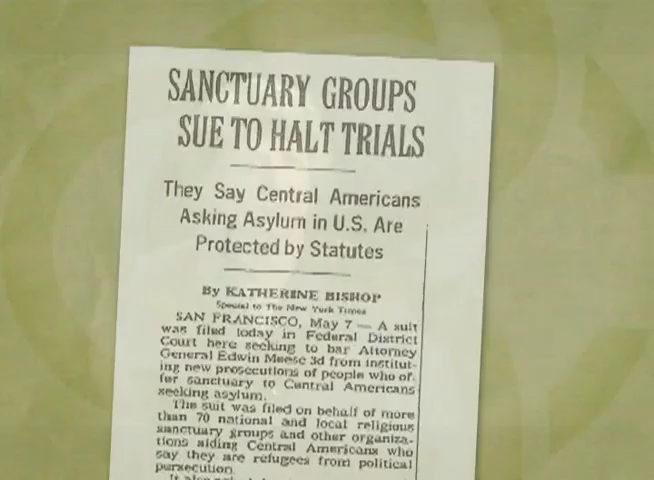 SANCTUARY GROUPS
SUE TO HALT TRIALS
They Say Central Americans
Asking Asylum in U.S. Are
Protected by Statutes
By KATHERINE BISHOP
Special to The New York Times
SAN FRANCISCO, May 7 — A suit
was filed today in Federal District
Court here seeking to bar Attorney
General Edwin Meese 3d from institut-
ing new prosecutions of people who of-
fer sanctuary to Central Americans
seeking asylum.
The suit was filed on behalf of more
than 70 national and local religious
sanctuary groups and other organiza-
tions aiding Central Americans who
say they are refugees from political
persecution.